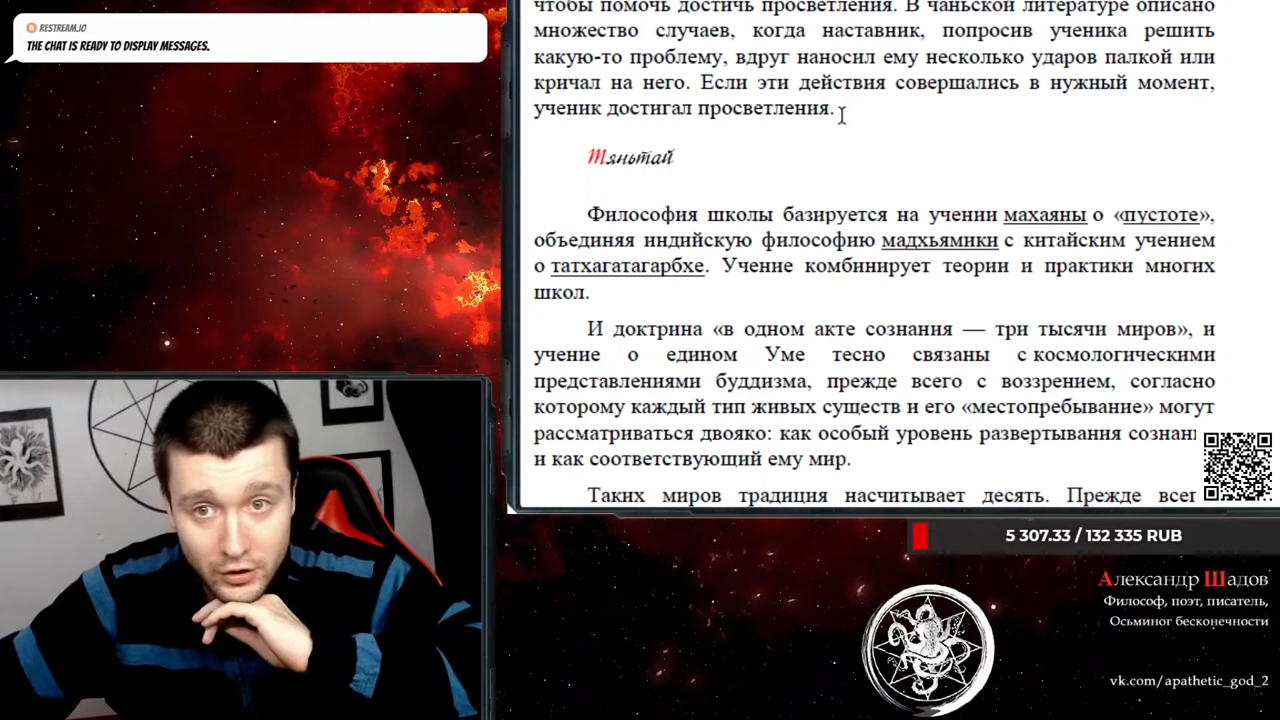 RESTREAM.IO
THE CHAT IS READY TO DISPLAY MESSAGES.
чтобы помочь достичь просветления. В чаньской литературе описано
множество случаев, когда наставник, попросив ученика решить
какую-то проблему, вдруг наносил ему несколько ударов палкой или
кричал на него. Если эти действия совершались в нужный момент,
ученик достигал просветления.
Тяньтай
Философия школы базируется на учении махаяны о «пустоте»,
объединяя индийскую философию мадхьямики с китайским учением
о татхагатагарбхе. Учение комбинирует теории и практики многих
школ.
И доктрина «в одном акте сознания — три тысячи миров», и
учение о едином Уме тесно связаны с космологическими
представлениями буддизма, прежде всего с воззрением, согласно
которому каждый тип живых существ и его «местопребывание» могут
рассматриваться двояко: как особый уровень развертывания сознани
и как соответствующий ему мир.
Таких миров традиция насчитывает десять. Прежде всег
5 307.33 / 132 335 RUB
Александр Шадов
Философ, поэт, писатель,
Осьминог бесконечности
vk.com/apathetic_god_2